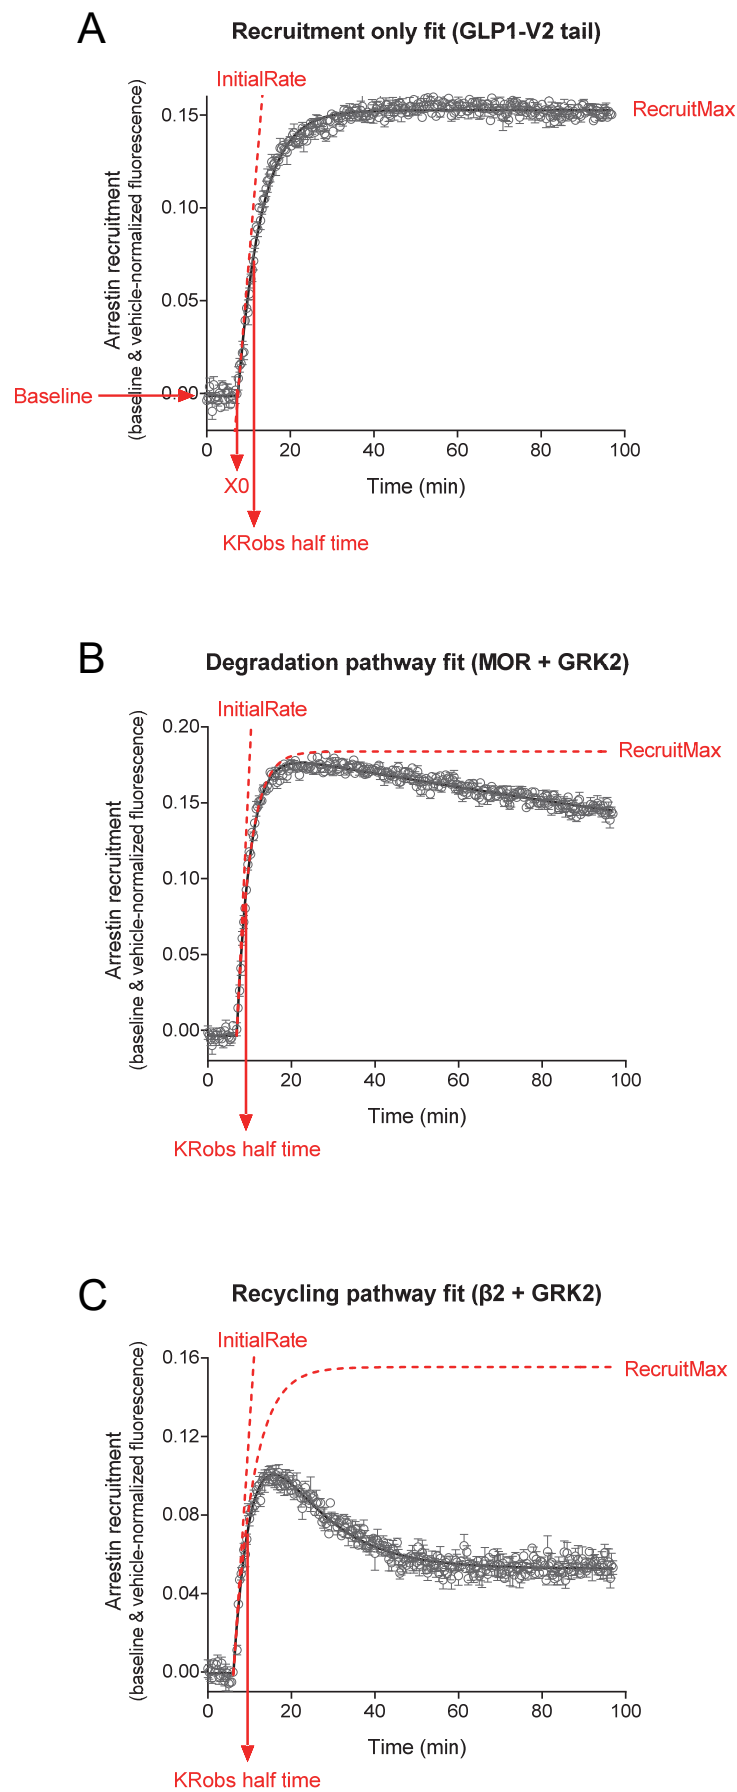 A
Recruitment only fit (GLP1-V2 tail)
InitialRate
RecruitMax
0.15
0.10
0.05
0.00
Arrestin recruitment
(baseline & vehicle-normalized fluorescence)
Baseline
0 20 40 60 80 100
X0
Time (min)
KRobs half time
B
Degradation pathway fit (MOR + GRK2)
InitialRate
RecruitMax
0.20
0.15
0.10
0.05
0.00
Arrestin recruitment
(baseline & vehicle-normalized fluorescence)
0 20 40 60 80 100
Time (min)
KRobs half time
C
Recycling pathway fit (β2 + GRK2)
InitialRate
RecruitMax
0.16
0.12
0.08
0.04
0.00
Arrestin recruitment
(baseline & vehicle-normalized fluorescence)
0 20 40 60 80 100
Time (min)
KRobs half time